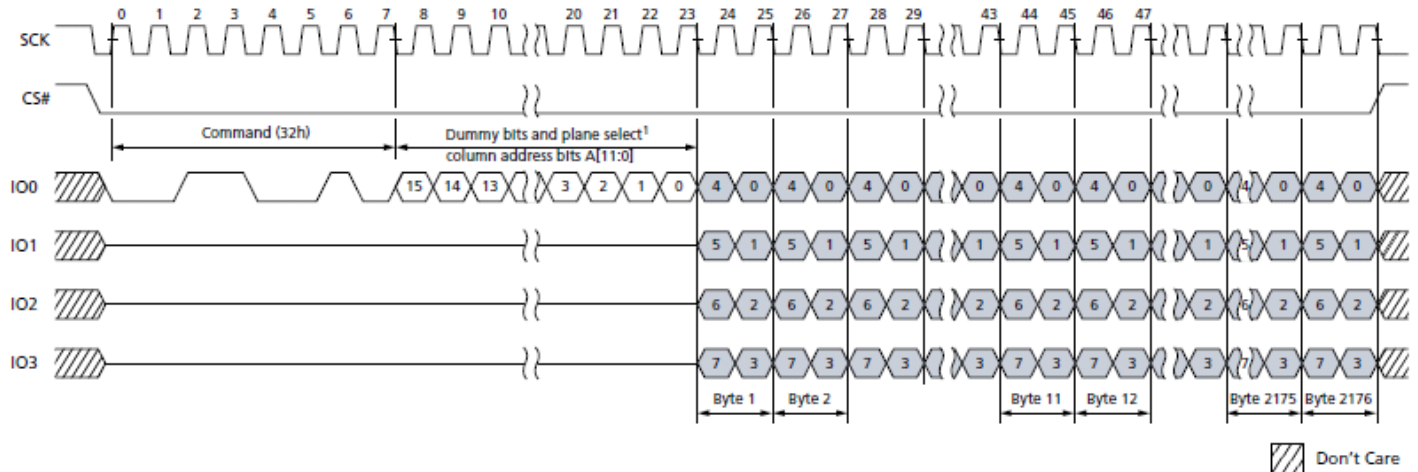 0 1 2 3 4 5 6 7 8 9 10 20 21 22 23 24 25 26 27 28 29 43 44 45 46 47
SCK
CS#
Command (32h) Dummy bits and plane select¹
column address bits A[11:0]
IO0 15 14 13 3 2 1 0 4 0 4 0 4 0 0 4 0 4 0 0 4 0 4 0
IO1 5 1 5 1 5 1 1 5 1 5 1 1 5 1 5 1
IO2 6 2 6 2 6 2 2 6 2 6 2 2 6 2 6 2
IO3 7 3 7 3 7 3 3 7 3 7 3 3 7 3 7 3
Byte 1 Byte 2 Byte 11 Byte 12 Byte 2175 Byte 2176
Don't Care